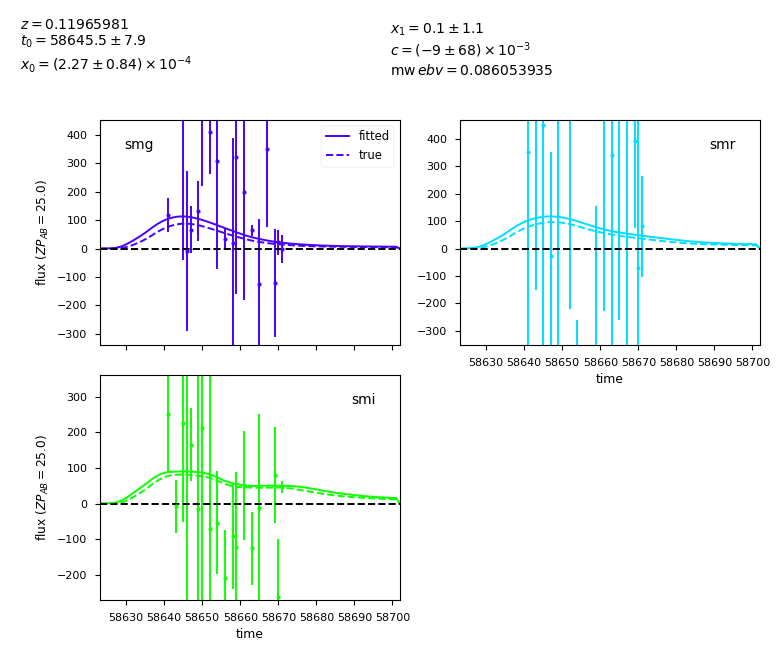 z = 0.11965981
t₀ = 58645.5 ± 7.9
x₀ = (2.27 ± 0.84) × 10⁻⁴
x₁ = 0.1 ± 1.1
c = (−9 ± 68) × 10⁻³
mw ebv = 0.086053935
smg
fitted
true
400
300
200
100
0
−100
−200
−300
flux (ZP_AB = 25.0)
smr
400
300
200
100
0
−100
−200
−300
58630 58640 58650 58660 58670 58680 58690 58700
time
smi
300
200
100
0
−100
−200
flux (ZP_AB = 25.0)
58630 58640 58650 58660 58670 58680 58690 58700
time